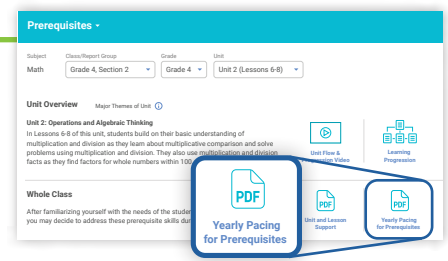 Prerequisites
Subject Class/Report Group Grade Unit
Math Grade 4, Section 2 Grade 4 Unit 2 (Lessons 6-8)
Unit Overview Major Themes of Unit
Unit 2: Operations and Algebraic Thinking
In Lessons 6-8 of this unit, students build on their basic understanding of
multiplication and division as they learn about multiplicative comparison and solve
problems using multiplication and division. They also use multiplication and division
facts as they find factors for whole numbers within 100
Unit Flow &
Video
Learning
Progression
Whole Class
After familiarizing yourself with the needs of the
you may decide to address these prerequisite skills
PDF
Yearly Pacing
for Prerequisites
PDF
Unit and Lesson
Support
PDF
Yearly Pacing
for Prerequisites